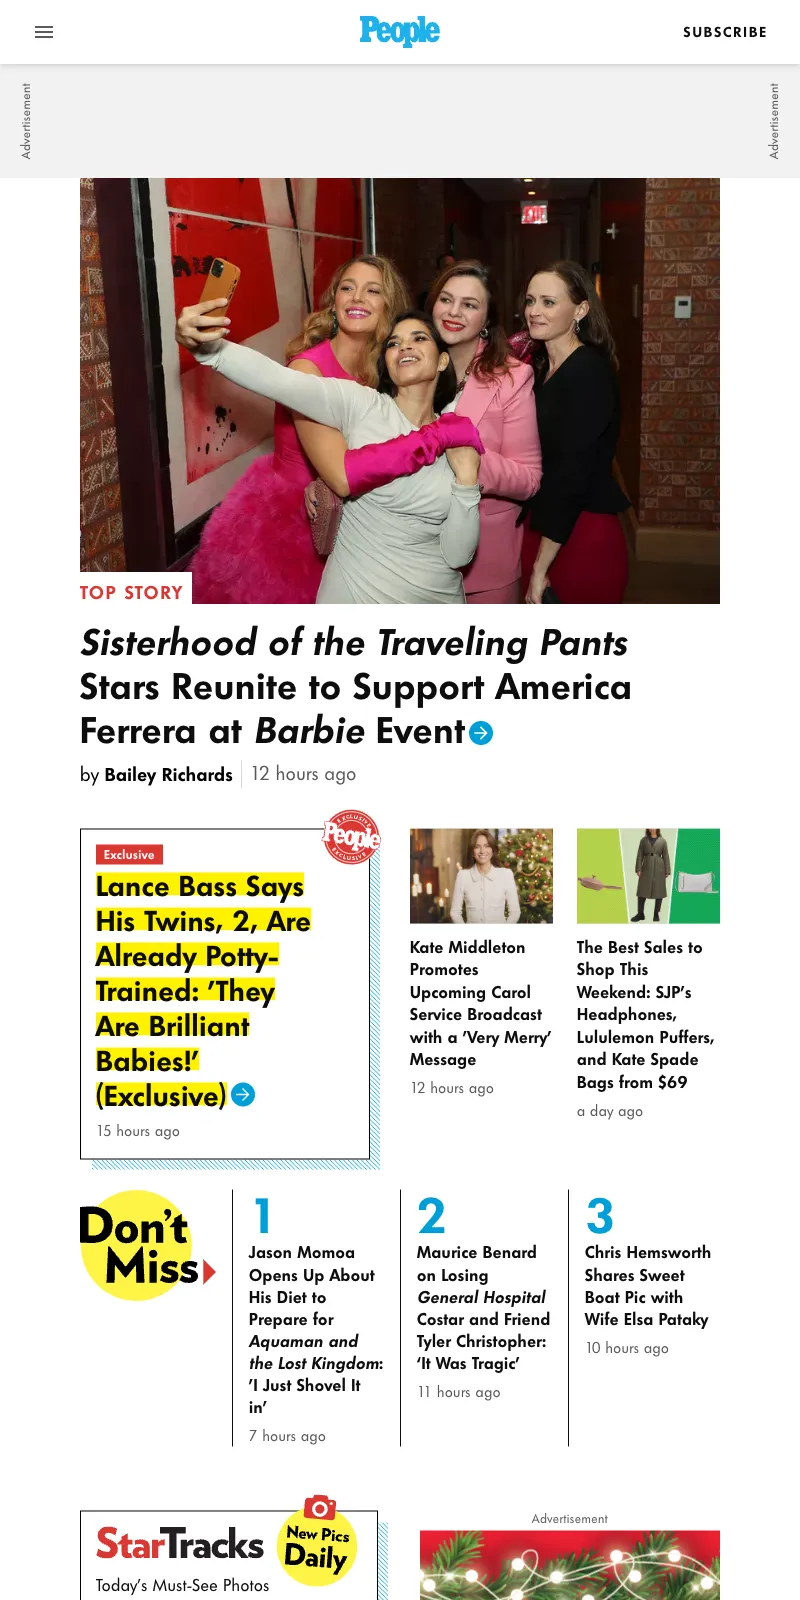 People
SUBSCRIBE
Advertisement
Advertisement
EXIT
TOP STORY
Sisterhood of the Traveling Pants
Stars Reunite to Support America
Ferrera at Barbie Event
by Bailey Richards
12 hours ago
EXCLUSIVE
People
EXCLUSIVE
Exclusive
Lance Bass Says
His Twins, 2, Are
Already Potty-
Trained: 'They
Are Brilliant
Babies!'
(Exclusive)
15 hours ago
Kate Middleton
Promotes
Upcoming Carol
Service Broadcast
with a 'Very Merry'
Message
12 hours ago
The Best Sales to
Shop This
Weekend: SJP's
Headphones,
Lululemon Puffers,
and Kate Spade
Bags from $69
a day ago
Don't
Miss
1
Jason Momoa
Opens Up About
His Diet to
Prepare for
Aquaman and
the Lost Kingdom:
'I Just Shovel It
in'
7 hours ago
2
Maurice Benard
on Losing
General Hospital
Costar and Friend
Tyler Christopher:
'It Was Tragic'
11 hours ago
3
Chris Hemsworth
Shares Sweet
Boat Pic with
Wife Elsa Pataky
10 hours ago
StarTracks
New Pics
Daily
Today's Must-See Photos
Advertisement